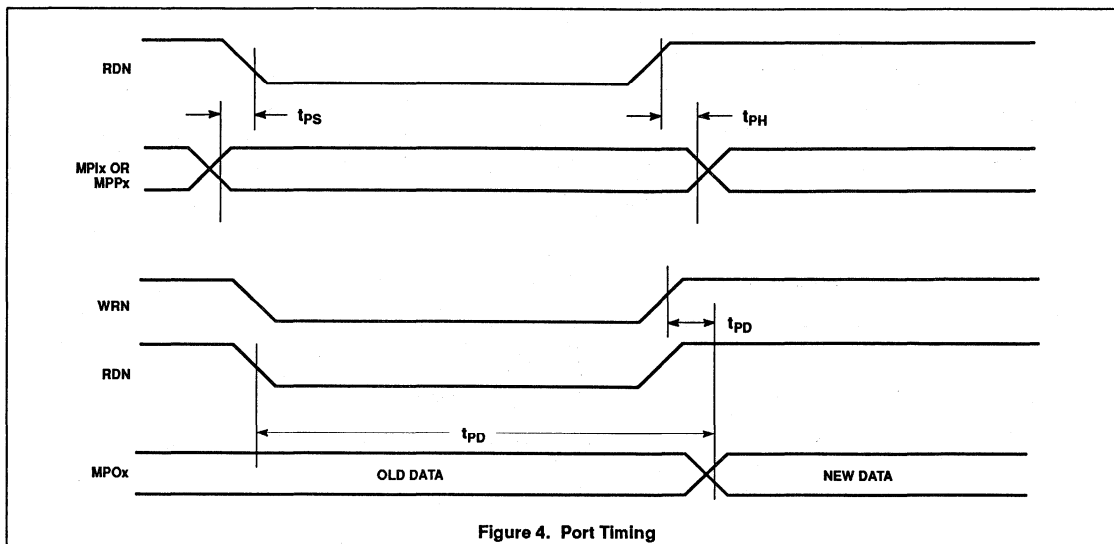 RDN
tPS
tPH
MPIx OR
MPPx
WRN
tPD
RDN
tPD
MPOx
OLD DATA
NEW DATA
Figure 4. Port Timing